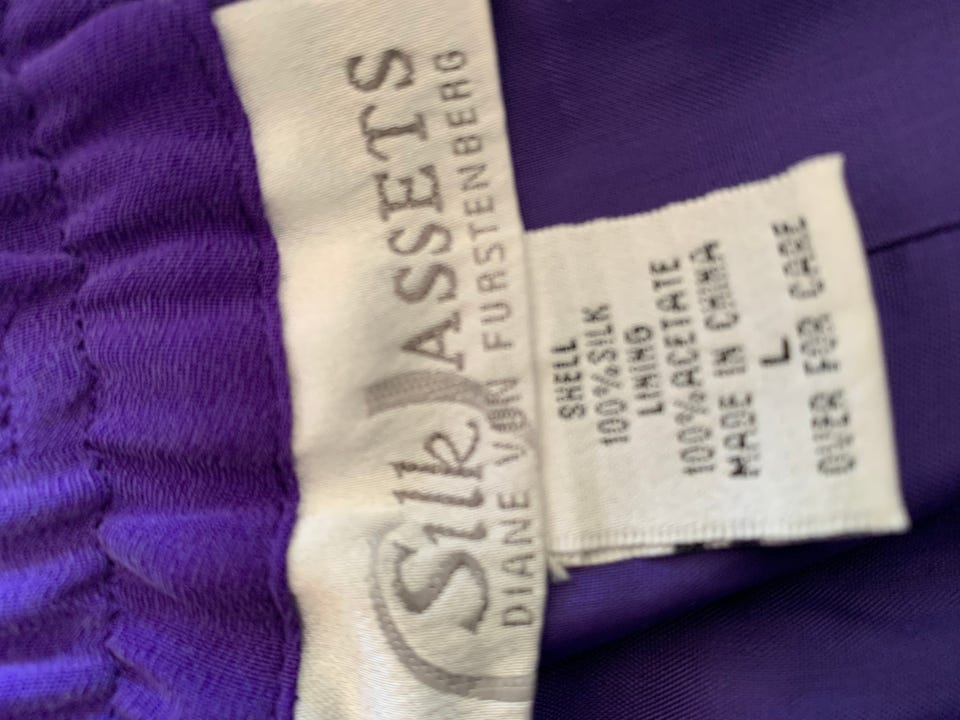 Silk ASSETS
DIANE VON FURSTENBERG
SHELL
100%SILK
LINING
100%ACETATE
MADE IN CHINA
L
OVER FOR CARE